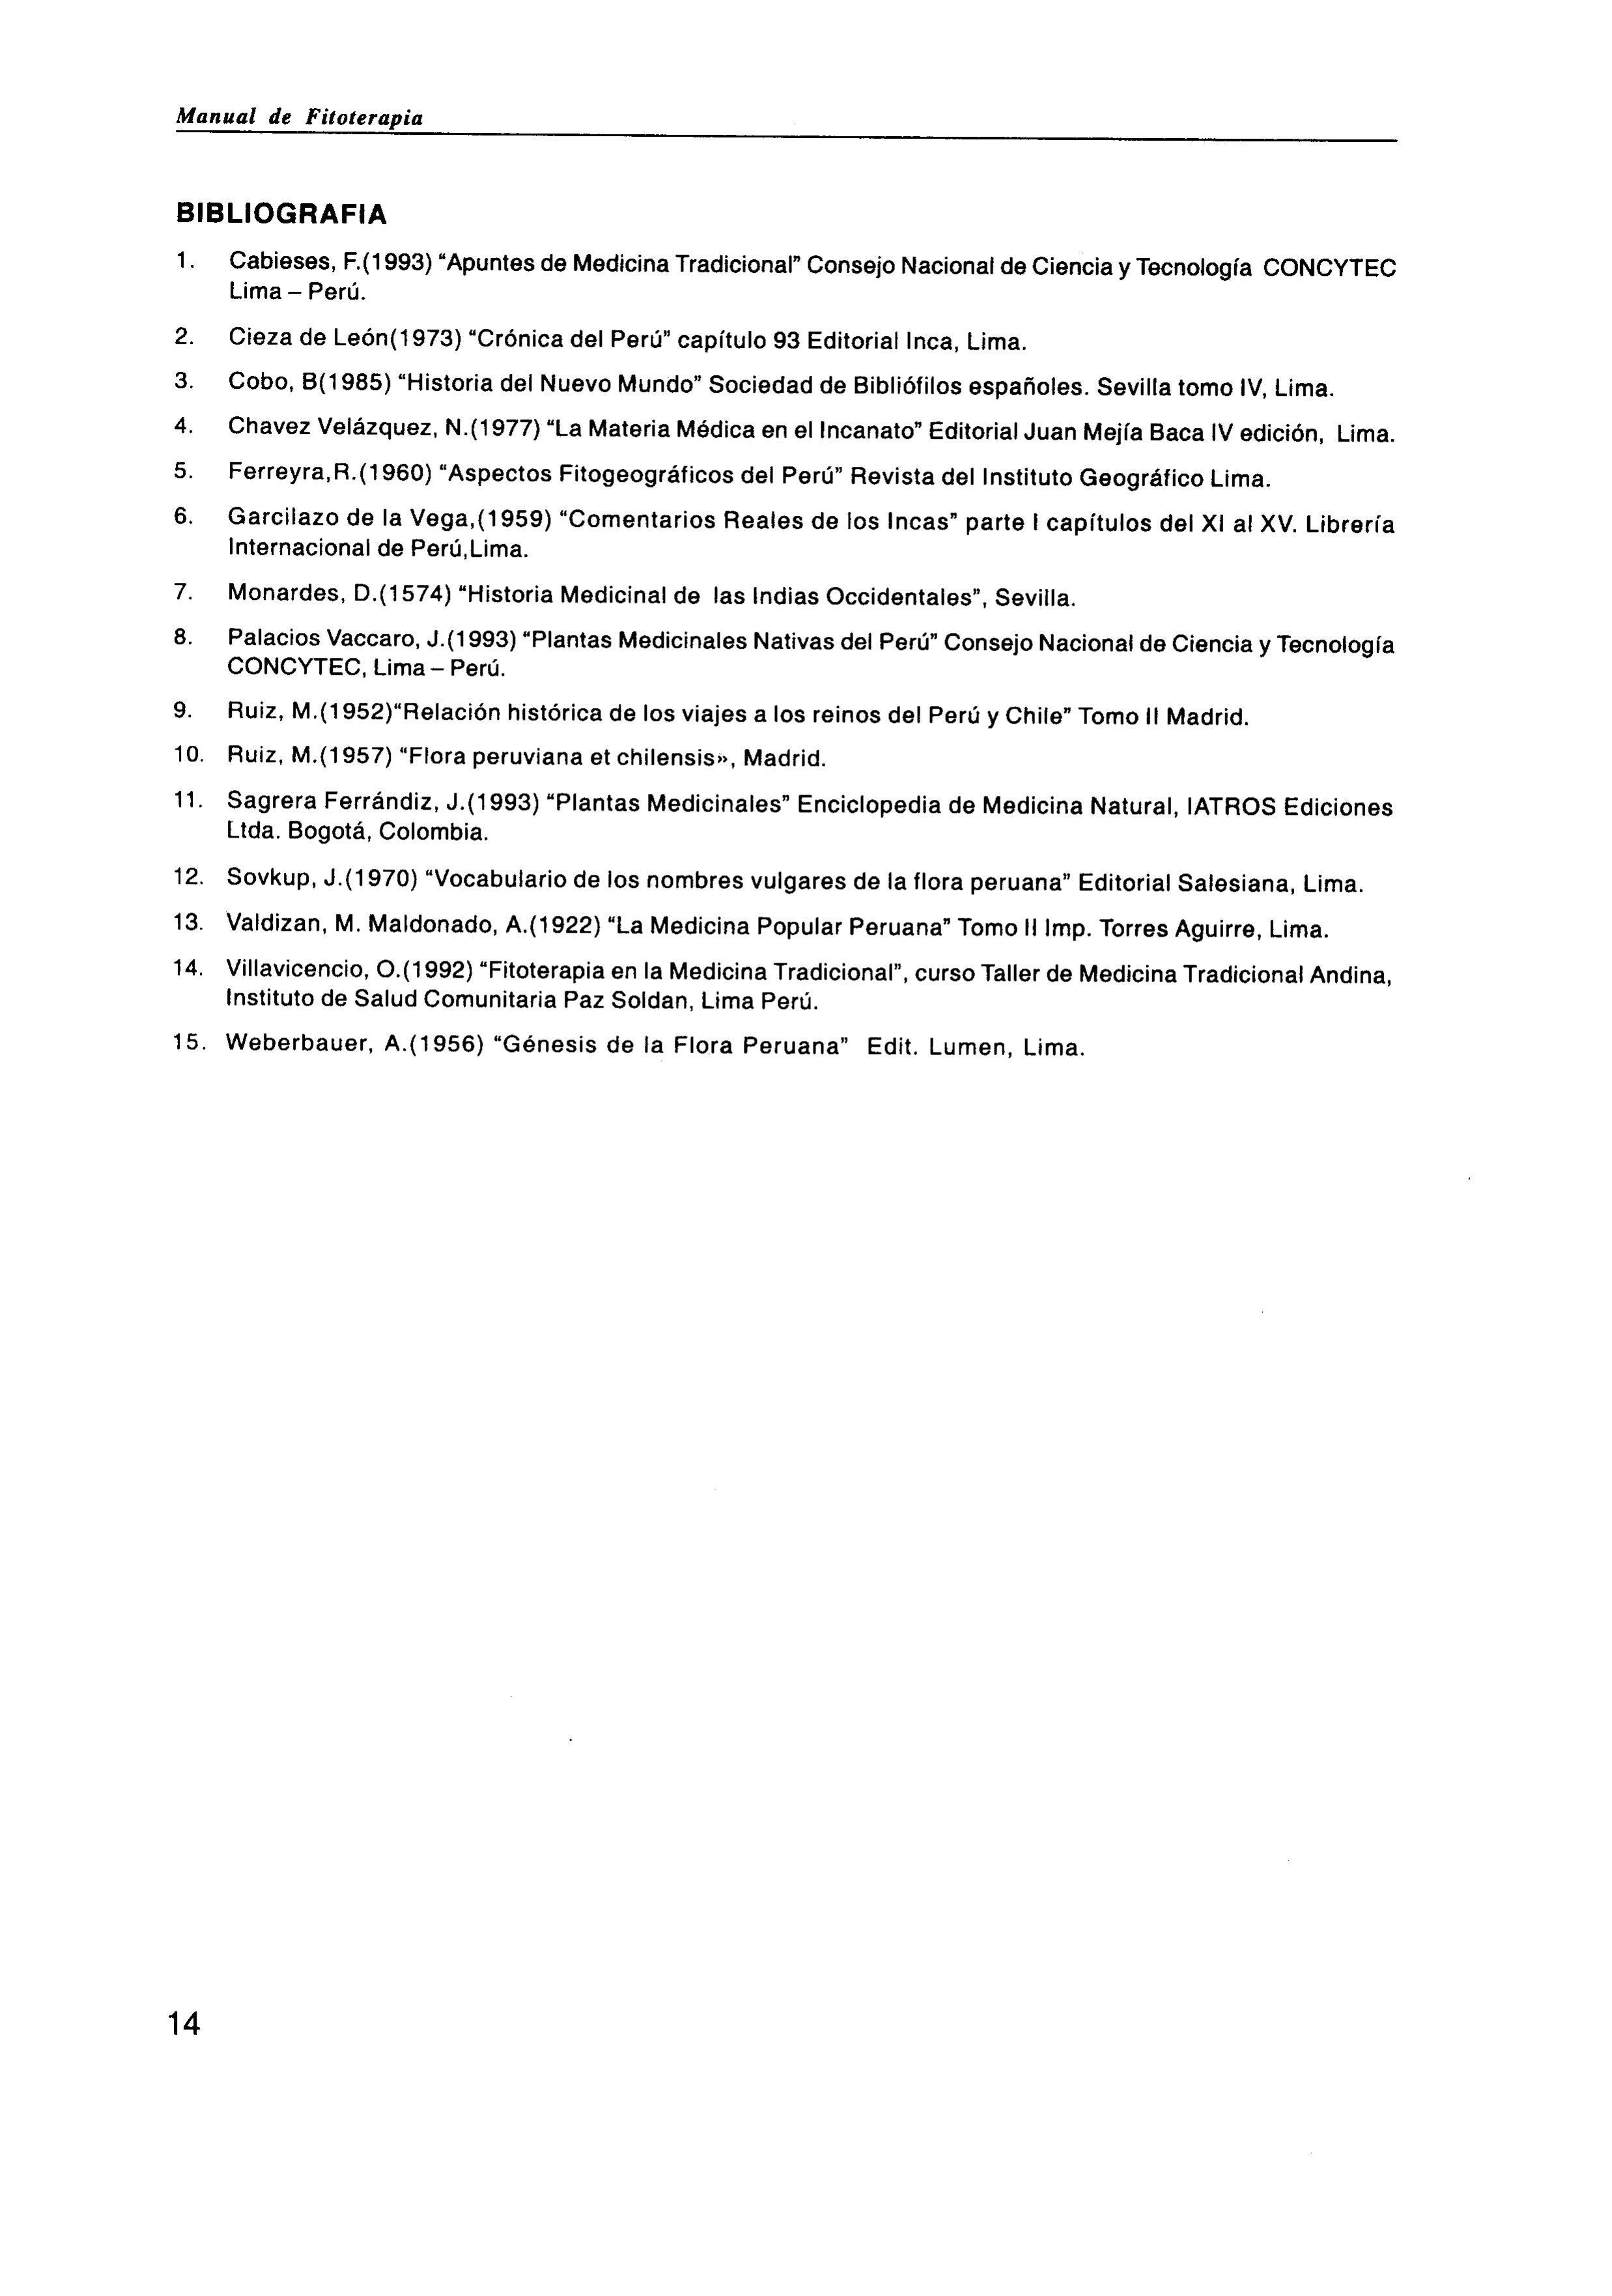 Manual de Fitoterapia
BIBLIOGRAFIA
1. Cabieses, F.(1993) “Apuntes de Medicina Tradicional” Consejo Nacional de Ciencia y Tecnología CONCYTEC
Lima – Perú.
2. Cieza de León(1973) “Crónica del Perú” capítulo 93 Editorial Inca, Lima.
3. Cobo, B(1985) “Historia del Nuevo Mundo” Sociedad de Bibliófilos españoles. Sevilla tomo IV, Lima.
4. Chavez Velázquez, N.(1977) “La Materia Médica en el Incanato” Editorial Juan Mejía Baca IV edición, Lima.
5. Ferreyra,R.(1960) “Aspectos Fitogeográficos del Perú” Revista del Instituto Geográfico Lima.
6. Garcilazo de la Vega,(1959) “Comentarios Reales de los Incas” parte I capítulos del XI al XV. Librería
Internacional de Perú,Lima.
7. Monardes, D.(1574) “Historia Medicinal de las Indias Occidentales”, Sevilla.
8. Palacios Vaccaro, J.(1993) “Plantas Medicinales Nativas del Perú” Consejo Nacional de Ciencia y Tecnología
CONCYTEC, Lima – Perú.
9. Ruiz, M.(1952)“Relación histórica de los viajes a los reinos del Perú y Chile” Tomo II Madrid.
10. Ruiz, M.(1957) “Flora peruviana et chilensis», Madrid.
11. Sagrera Ferrándiz, J.(1993) “Plantas Medicinales” Enciclopedia de Medicina Natural, IATROS Ediciones
Ltda. Bogotá, Colombia.
12. Sovkup, J.(1970) “Vocabulario de los nombres vulgares de la flora peruana” Editorial Salesiana, Lima.
13. Valdizan, M. Maldonado, A.(1922) “La Medicina Popular Peruana” Tomo II Imp. Torres Aguirre, Lima.
14. Villavicencio, O.(1992) “Fitoterapia en la Medicina Tradicional”, curso Taller de Medicina Tradicional Andina,
Instituto de Salud Comunitaria Paz Soldan, Lima Perú.
15. Weberbauer, A.(1956) “Génesis de la Flora Peruana” Edit. Lumen, Lima.
14